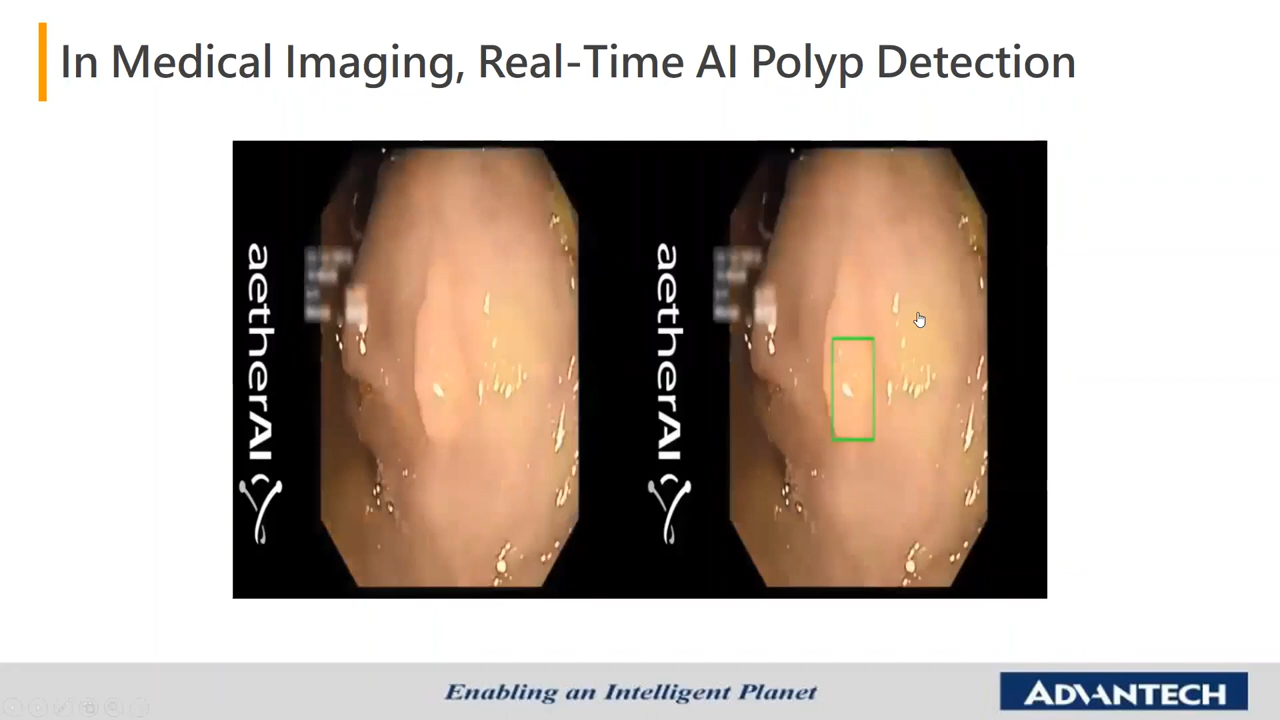 In Medical Imaging, Real-Time AI Polyp Detection
aetherAI
aetherAI
Enabling an Intelligent Planet
ADVANTECH